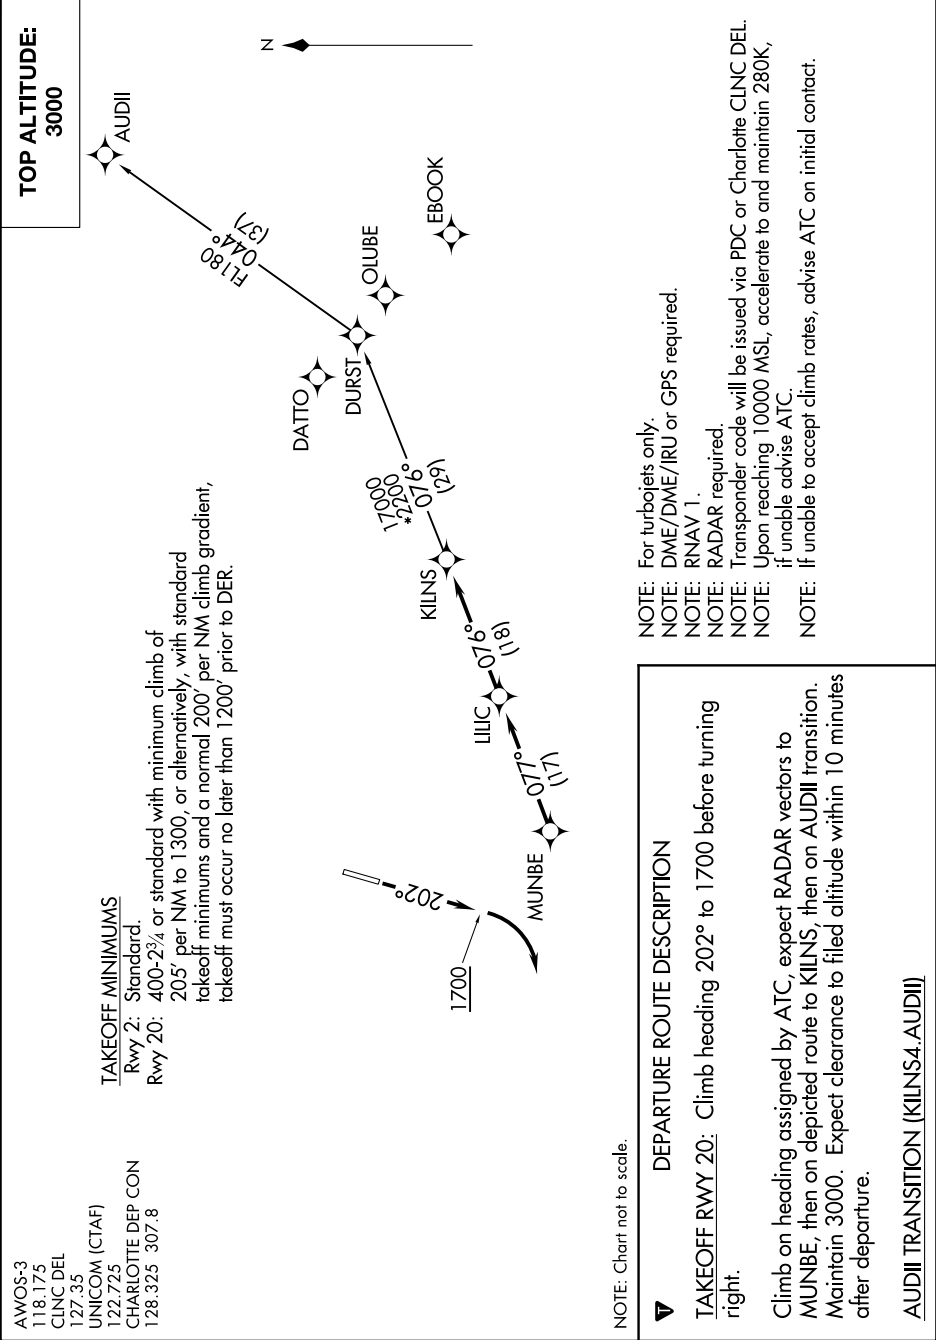 TOP ALTITUDE:
3000
AWOS-3
118.175
CLNC DEL
127.35
UNICOM (CTAF)
122.725
CHARLOTTE DEP CON
128.325 307.8
TAKEOFF MINIMUMS
Rwy 2: Standard.
Rwy 20: 400-2¾ or standard with minimum climb of
205' per NM to 1300, or alternatively, with standard
takeoff minimums and a normal 200' per NM climb gradient,
takeoff must occur no later than 1200' prior to DER.
N
AUDII
FL180
044°
(37)
EBOOK
OLUBE
DURST
DATTO
17000
*2200
076°
(29)
KILNS
076°
(18)
LILIC
077°
(17)
MUNBE
202°
1700
NOTE: Chart not to scale.
NOTE: For turbojets only.
NOTE: DME/DME/IRU or GPS required.
NOTE: RNAV 1.
NOTE: RADAR required.
NOTE: Transponder code will be issued via PDC or Charlotte CLNC DEL.
NOTE: Upon reaching 10000 MSL, accelerate to and maintain 280K,
if unable advise ATC.
NOTE: If unable to accept climb rates, advise ATC on initial contact.
T
DEPARTURE ROUTE DESCRIPTION
TAKEOFF RWY 20: Climb heading 202° to 1700 before turning
right.
Climb on heading assigned by ATC, expect RADAR vectors to
MUNBE, then on depicted route to KILNS, then on AUDII transition.
Maintain 3000. Expect clearance to filed altitude within 10 minutes
after departure.
AUDII TRANSITION (KILNS4.AUDII)